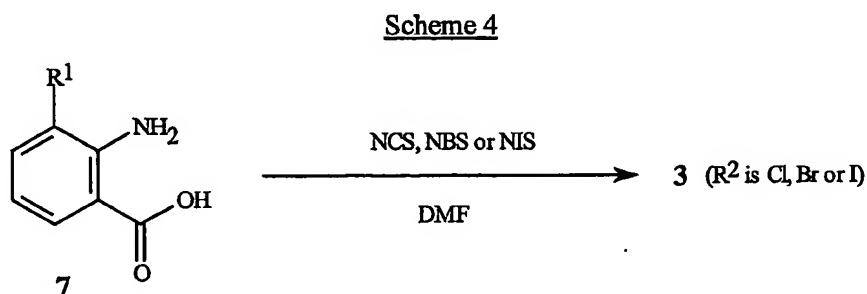 Scheme 4
R1
NH2
OH
O
7
NCS, NBS or NIS
DMF
3 (R2 is Cl, Br or I)